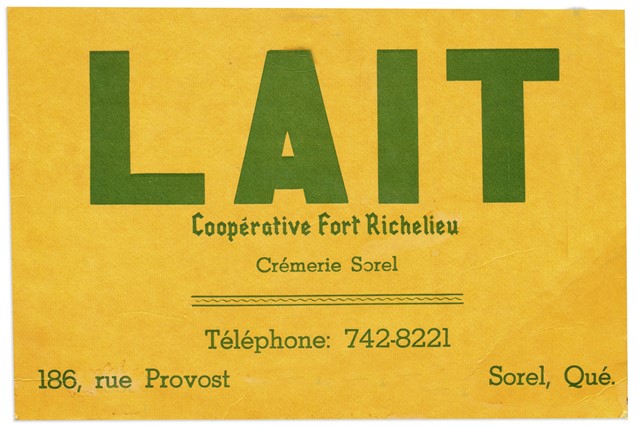 LAIT
Coopérative Fort Richelieu
Crémerie Sorel
Téléphone: 742-8221
186, rue Provost
Sorel, Qué.